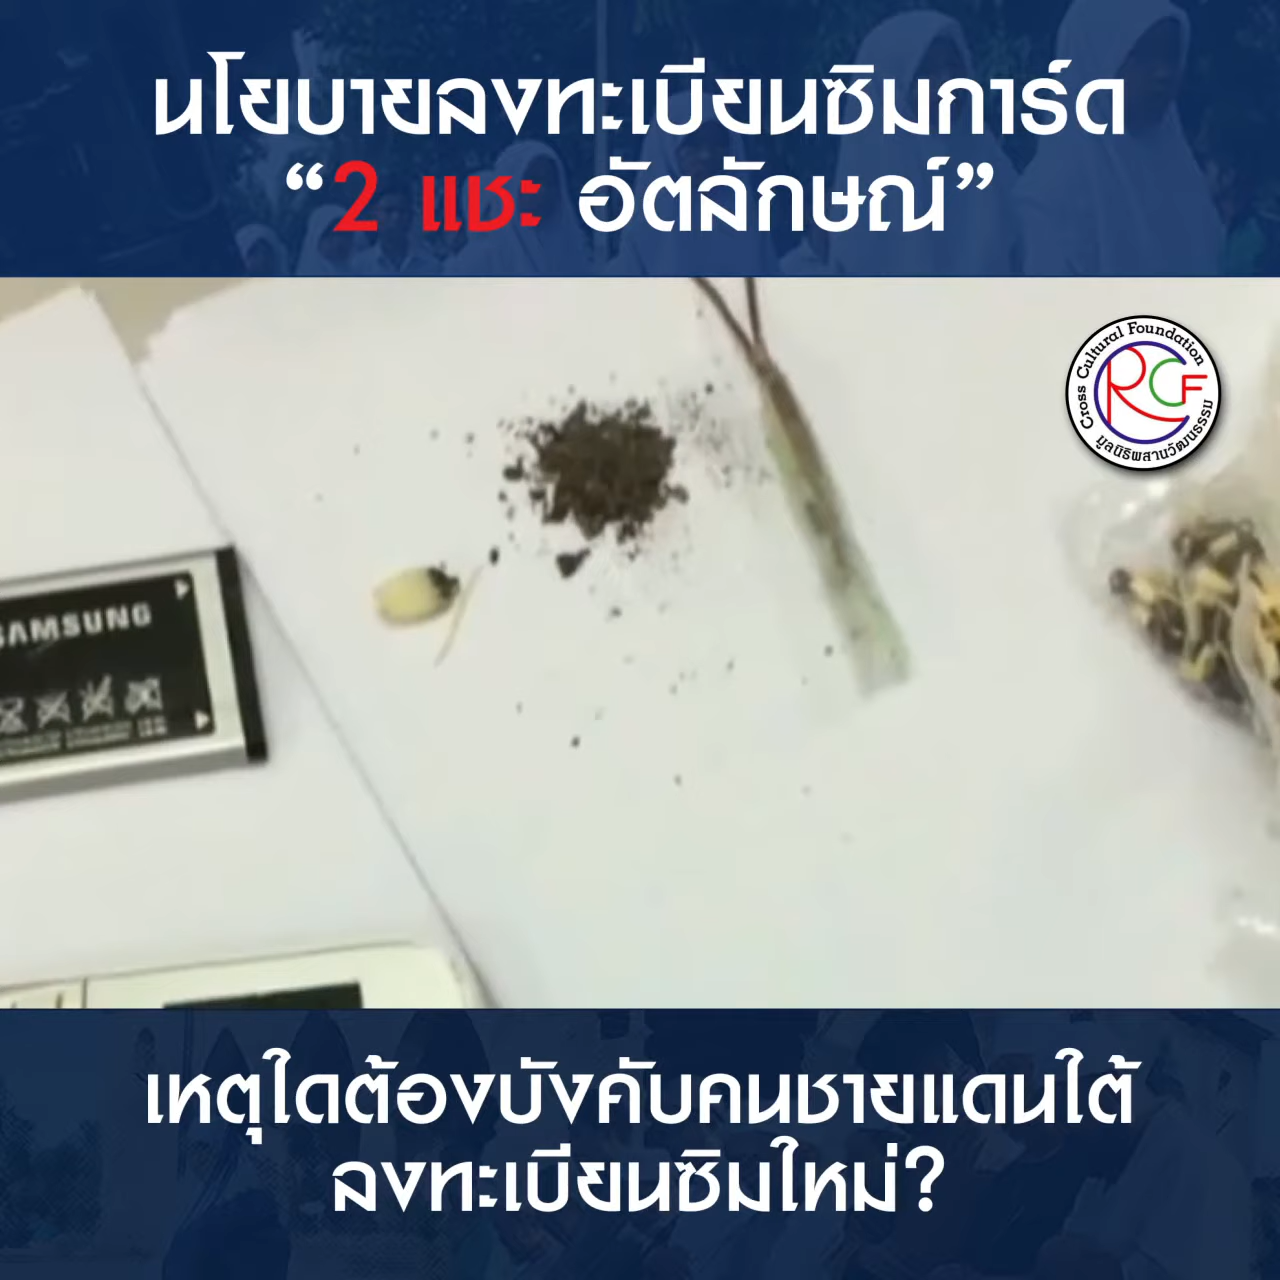 นโยบายลงทะเบียนซิมการ์ด
“2 แชะ อัตลักษณ์”
Cross Cultural Foundation
CRCF
มูลนิธิผสานวัฒนธรรม
SAMSUNG
เหตุใดต้องบังคับคนชายแดนใต้
ลงทะเบียนซิมใหม่?